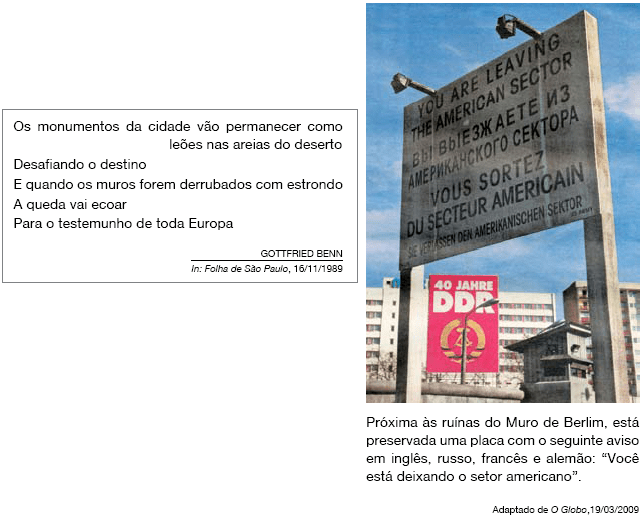 Os monumentos da cidade vão permanecer como
leões nas areias do deserto
Desafiando o destino
E quando os muros forem derrubados com estrondo
A queda vai ecoar
Para o testemunho de toda Europa
GOTTFRIED BENN
In: Folha de São Paulo, 16/11/1989
YOU ARE LEAVING
THE AMERICAN SECTOR
ВЫ ВЫЕЗЖАЕТЕ ИЗ
АМЕРИКАНСКОГО СЕКТОРА
VOUS SORTEZ
DU SECTEUR AMERICAIN
SIE VERLASSEN DEN AMERIKANISCHEN SEKTOR
40 JAHRE
DDR
Próxima às ruínas do Muro de Berlim, está
preservada uma placa com o seguinte aviso
em inglês, russo, francês e alemão: “Você
está deixando o setor americano”.
Adaptado de O Globo,19/03/2009